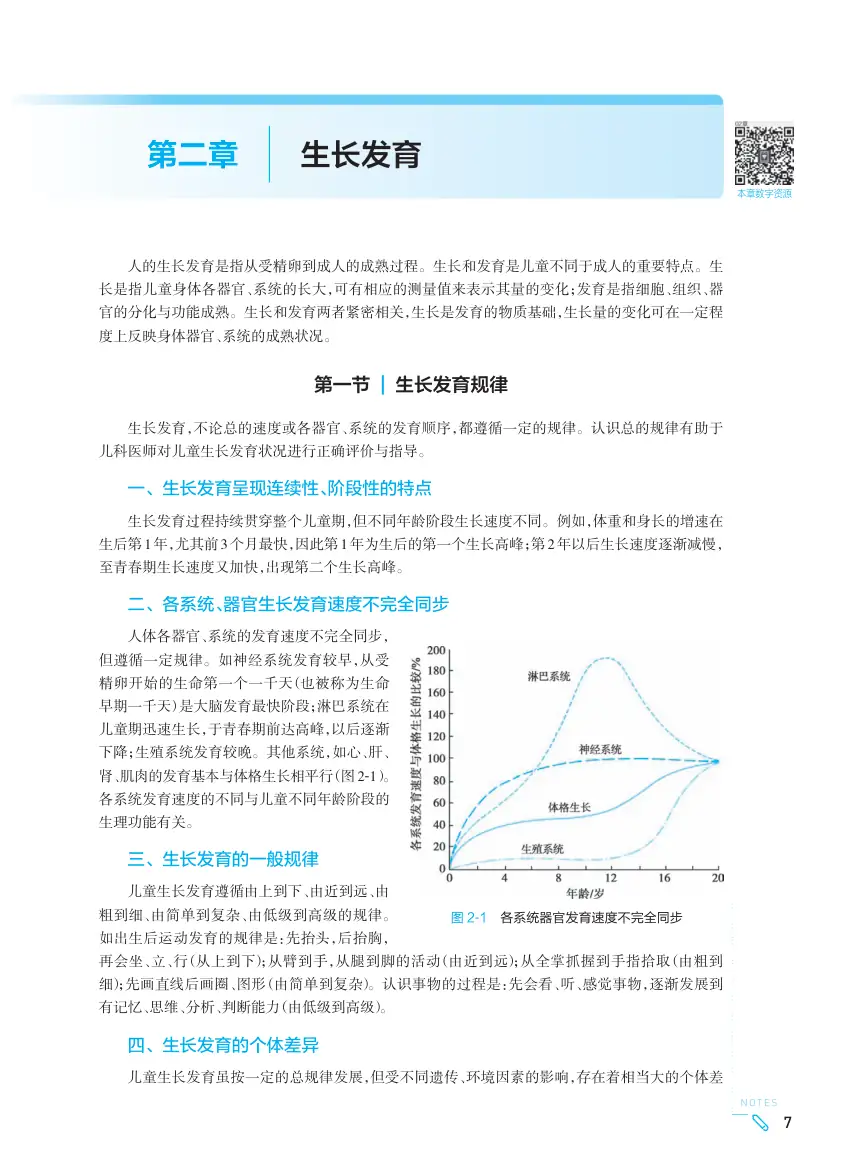 第二章 生长发育
本章数字资源
人的生长发育是指从受精卵到成人的成熟过程。生长和发育是儿童不同于成人的重要特点。生
长是指儿童身体各器官、系统的长大,可有相应的测量值来表示其量的变化;发育是指细胞、组织、器
官的分化与功能成熟。生长和发育两者紧密相关,生长是发育的物质基础,生长量的变化可在一定程
度上反映身体器官、系统的成熟状况。
第一节 | 生长发育规律
生长发育,不论总的速度或各器官、系统的发育顺序,都遵循一定的规律。认识总的规律有助于
儿科医师对儿童生长发育状况进行正确评价与指导。
一、生长发育呈现连续性、阶段性的特点
生长发育过程持续贯穿整个儿童期,但不同年龄阶段生长速度不同。例如,体重和身长的增速在
生后第1年,尤其前3个月最快,因此第1年为生后的第一个生长高峰;第2年以后生长速度逐渐减慢,
至青春期生长速度又加快,出现第二个生长高峰。
二、各系统、器官生长发育速度不完全同步
人体各器官、系统的发育速度不完全同步,
但遵循一定规律。如神经系统发育较早,从受
精卵开始的生命第一个一千天(也被称为生命
早期一千天)是大脑发育最快阶段;淋巴系统在
儿童期迅速生长,于青春期前达高峰,以后逐渐
下降;生殖系统发育较晚。其他系统,如心、肝、
肾、肌肉的发育基本与体格生长相平行(图2-1)。
各系统发育速度的不同与儿童不同年龄阶段的
生理功能有关。
各系统发育速度与体格生长的比较/%
200
180
160
140
120
100
80
60
40
20
0
淋巴系统
神经系统
体格生长
生殖系统
0 4 8 12 16 20
年龄/岁
图 2-1 各系统器官发育速度不完全同步
三、生长发育的一般规律
儿童生长发育遵循由上到下、由近到远、由
粗到细、由简单到复杂、由低级到高级的规律。
如出生后运动发育的规律是:先抬头,后抬胸,
再会坐、立、行(从上到下);从臂到手,从腿到脚的活动(由近到远);从全掌抓握到手指拾取(由粗到
细);先画直线后画圈、图形(由简单到复杂)。认识事物的过程是:先会看、听、感觉事物,逐渐发展到
有记忆、思维、分析、判断能力(由低级到高级)。
四、生长发育的个体差异
儿童生长发育虽按一定的总规律发展,但受不同遗传、环境因素的影响,存在着相当大的个体差
NOTES
7